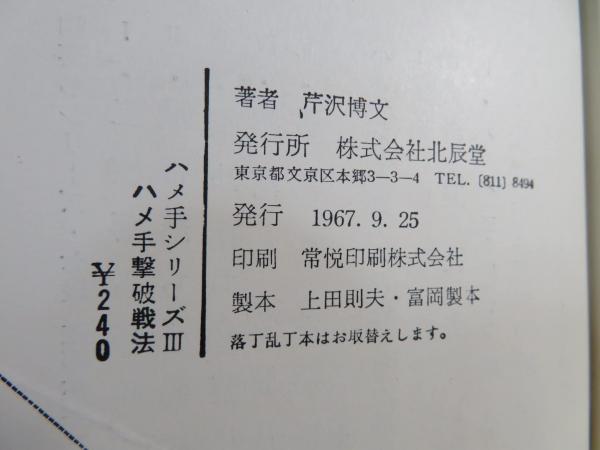 著者 芹沢博文
発行所 株式会社北辰堂
東京都文京区本郷3―3―4 TEL.〔811〕8494
発行 1967.9.25
印刷 常悦印刷株式会社
製本 上田則夫・富岡製本
落丁乱丁本はお取替えします。
ハメ手シリーズⅢ
ハメ手撃破戦法
¥240